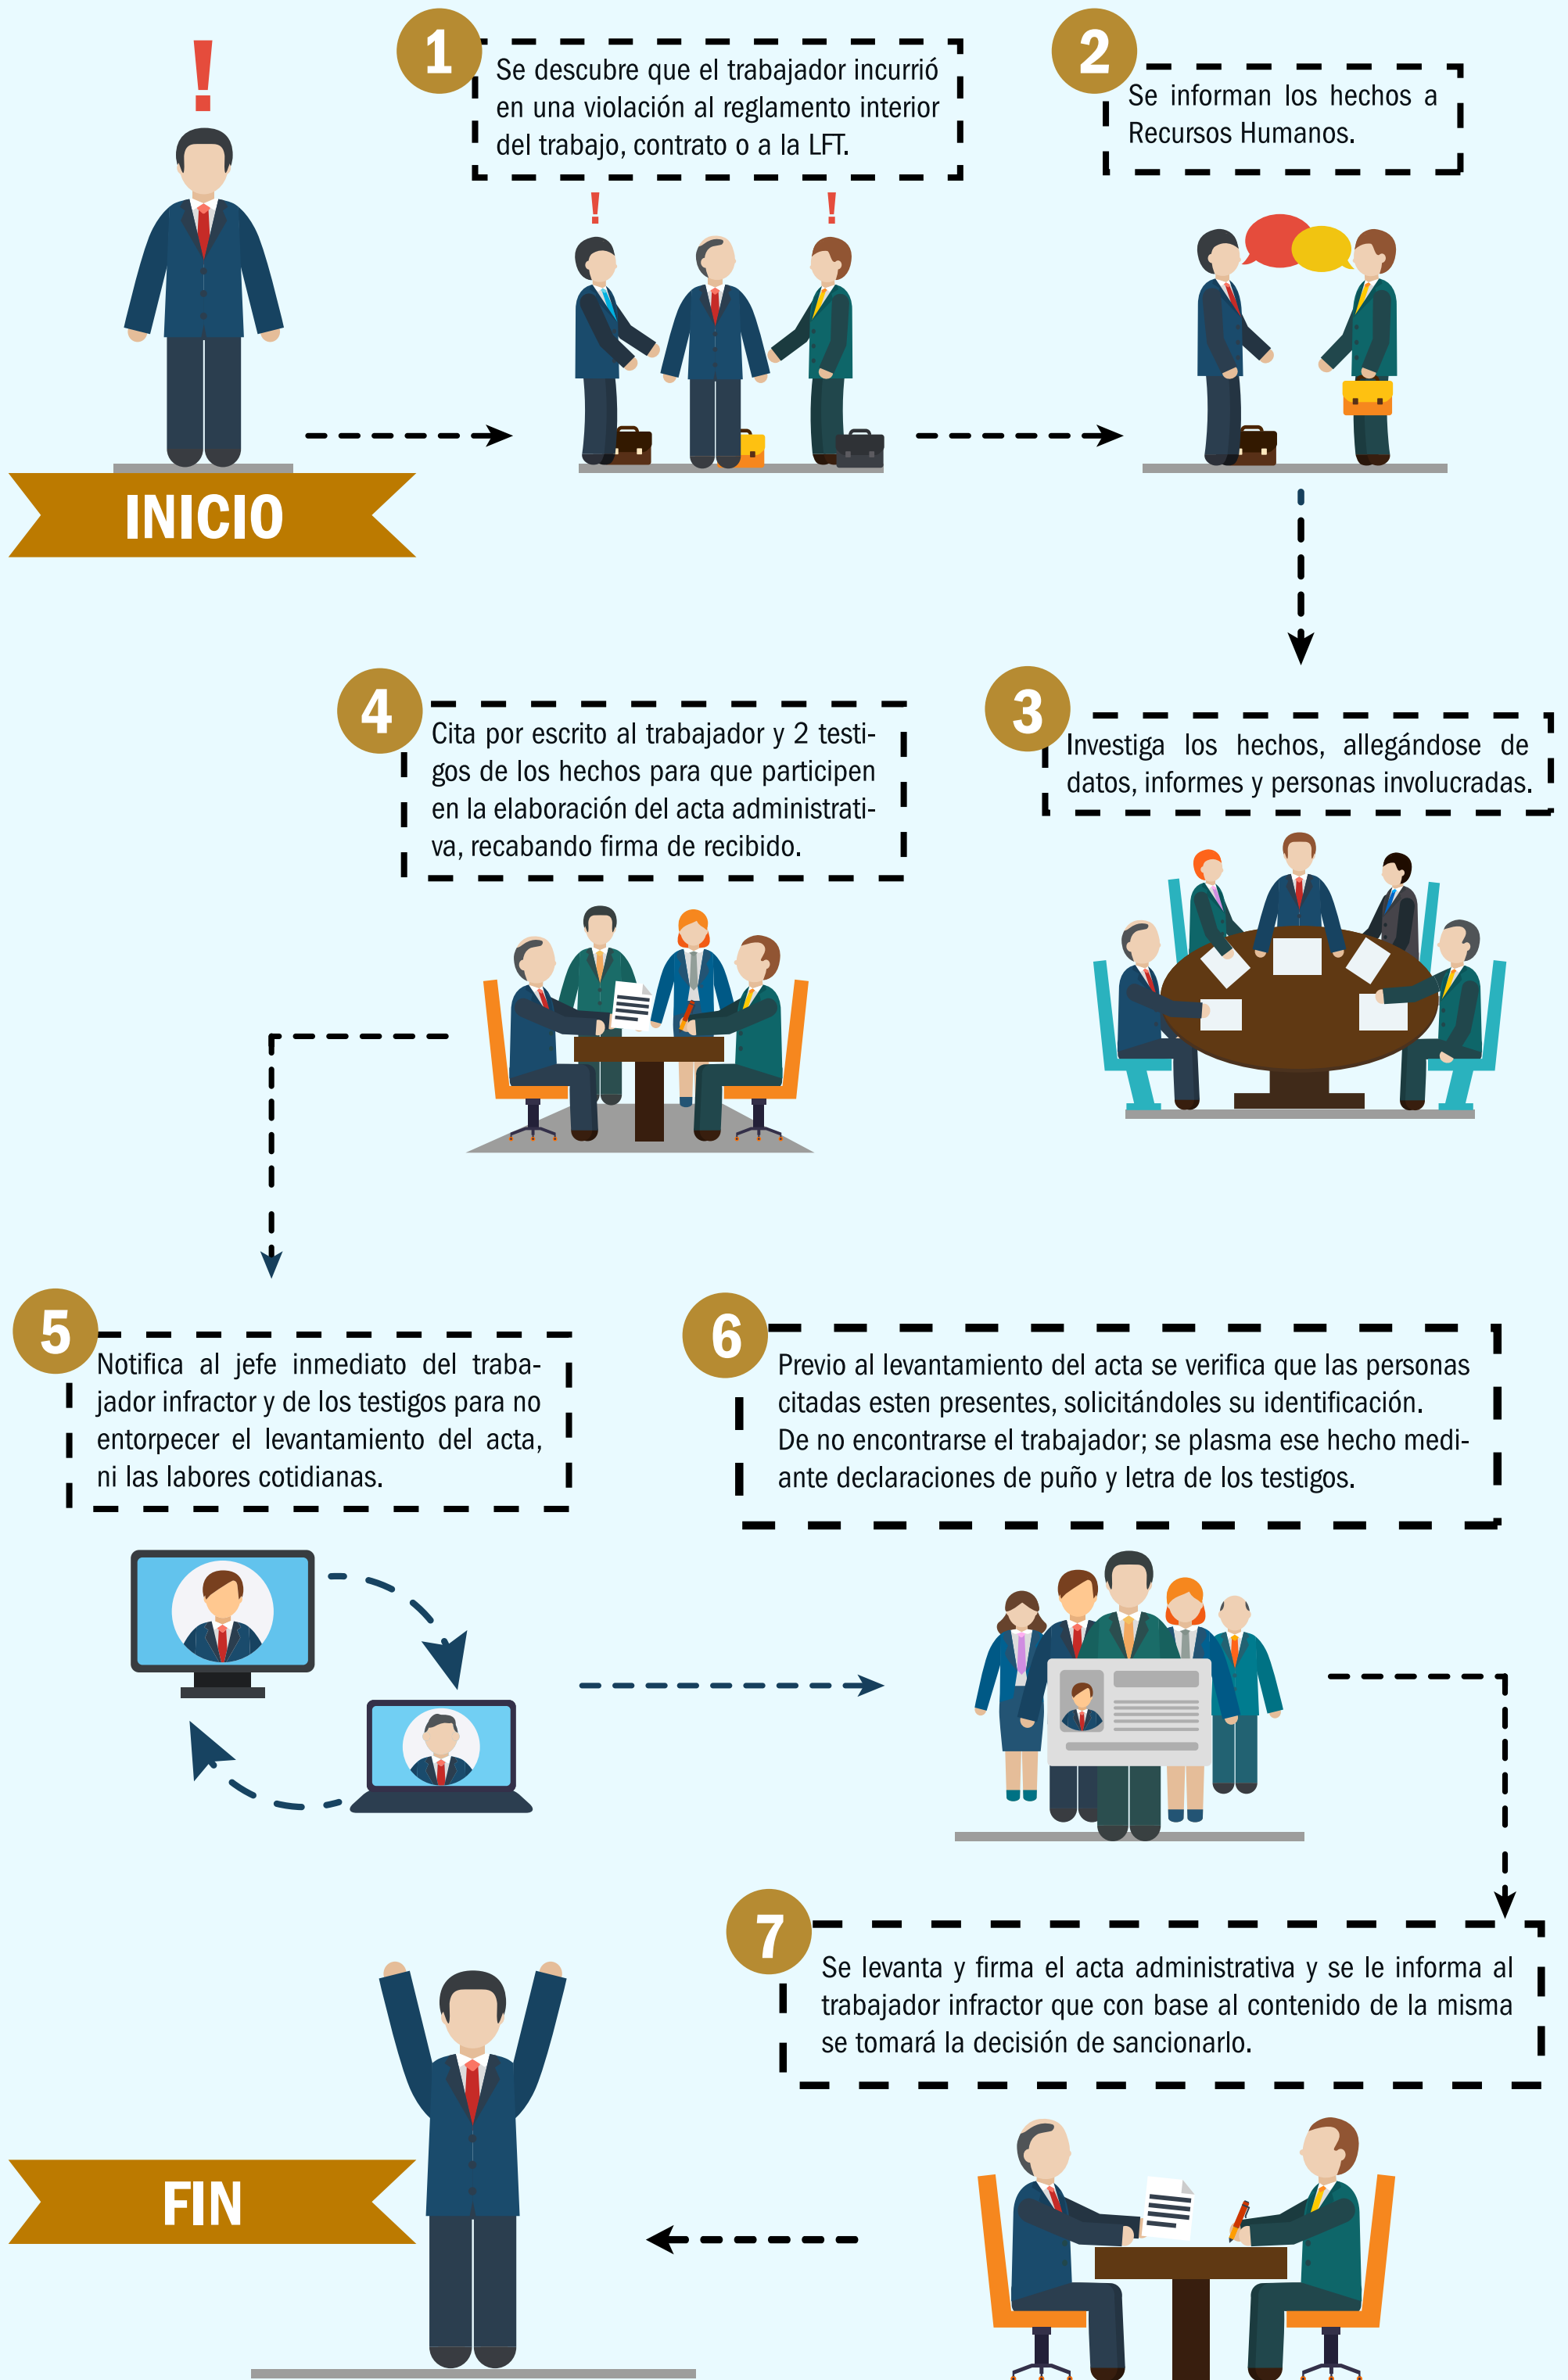 1
Se descubre que el trabajador incurrió
en una violación al reglamento interior
del trabajo, contrato o a la LFT.
2
Se informan los hechos a
Recursos Humanos.
INICIO
3
Investiga los hechos, allegándose de
datos, informes y personas involucradas.
4
Cita por escrito al trabajador y 2 testi-
gos de los hechos para que participen
en la elaboración del acta administrati-
va, recabando firma de recibido.
5
Notifica al jefe inmediato del traba-
jador infractor y de los testigos para no
entorpecer el levantamiento del acta,
ni las labores cotidianas.
6
Previo al levantamiento del acta se verifica que las personas
citadas esten presentes, solicitándoles su identificación.
De no encontrarse el trabajador; se plasma ese hecho medi-
ante declaraciones de puño y letra de los testigos.
7
Se levanta y firma el acta administrativa y se le informa al
trabajador infractor que con base al contenido de la misma
se tomará la decisión de sancionarlo.
FIN